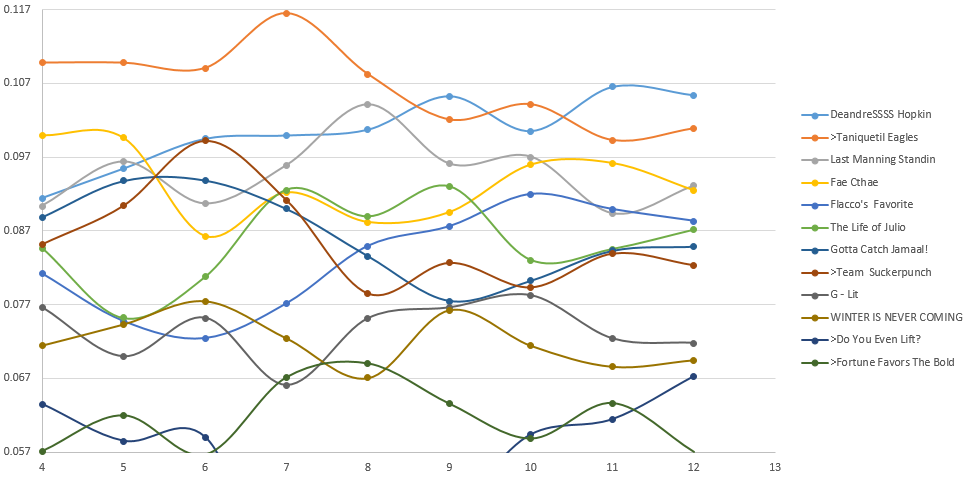 0.117
0.107
0.097
0.087
0.077
0.067
0.057
4 5 6 7 8 9 10 11 12 13
DeandreSSSS Hopkin
>Taniquetil Eagles
Last Manning Standin
Fae Cthae
Flacco's  Favorite
The Life of Julio
Gotta Catch Jamaal!
>Team  Suckerpunch
G - Lit
WINTER IS NEVER COMING
>Do You Even Lift?
>Fortune Favors The Bold